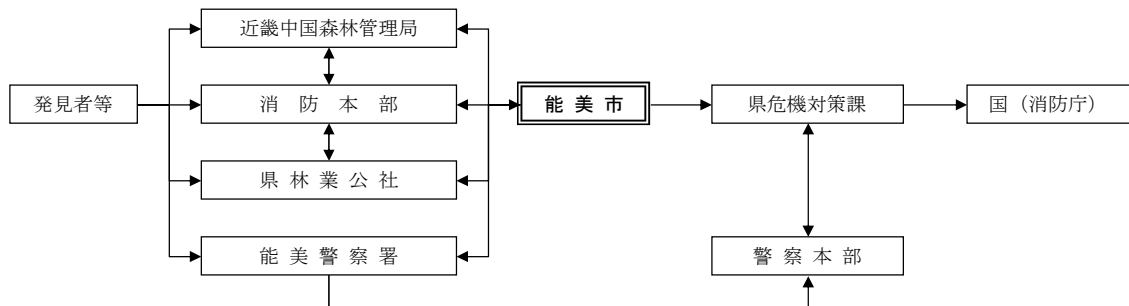 近畿中国森林管理局
発見者等
消防本部
能美市
県危機対策課
国（消防庁）
県林業公社
能美警察署
警察本部